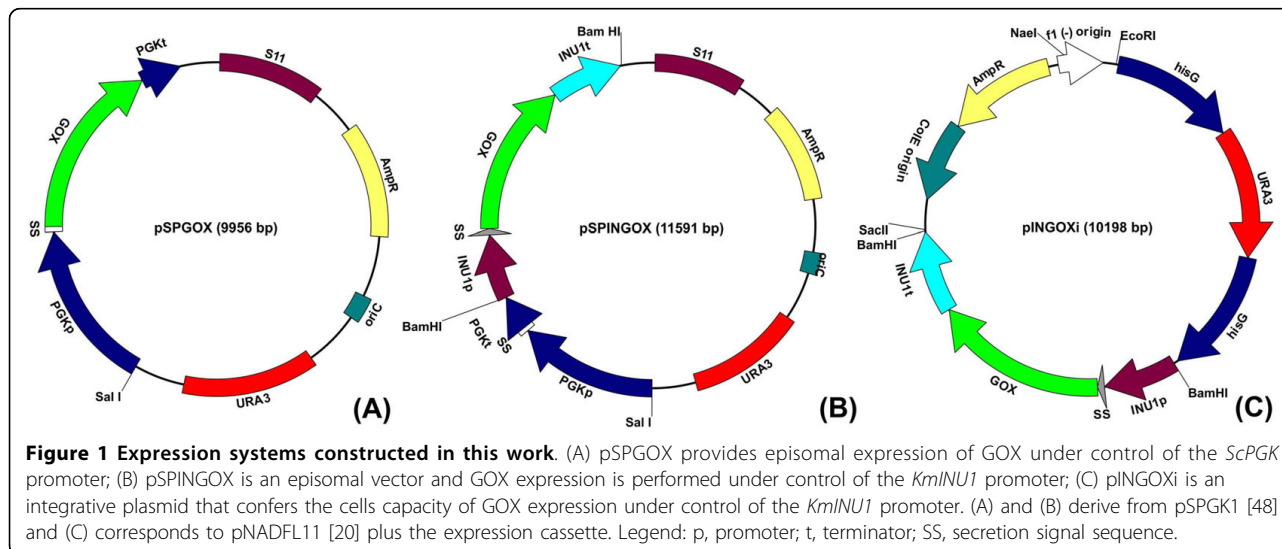 PGKt
S11
GOX
AmpR
SS
pSPGOX (9956 bp)
oriC
PGKp
Sal I
URA3
(A)
Bam HI
INU1t
S11
GOX
AmpR
pSPINGOX (11591 bp)
SS
INU1p
oriC
BamHI
PGKt
SS
PGKp
URA3
Sal I
(B)
NaeI
f1 (-) origin
EcoRI
AmpR
hisG
ColE origin
URA3
pINGOXi (10198 bp)
SacII
BamHI
INU1t
hisG
GOX
BamHI
INU1p
SS
(C)
Figure 1 Expression systems constructed in this work. (A) pSPGOX provides episomal expression of GOX under control of the ScPGK
promoter; (B) pSPINGOX is an episomal vector and GOX expression is performed under control of the KmINU1 promoter; (C) pINGOXi is an
integrative plasmid that confers the cells capacity of GOX expression under control of the KmINU1 promoter. (A) and (B) derive from pSPGK1 [48]
and (C) corresponds to pNADFL11 [20] plus the expression cassette. Legend: p, promoter; t, terminator; SS, secretion signal sequence.